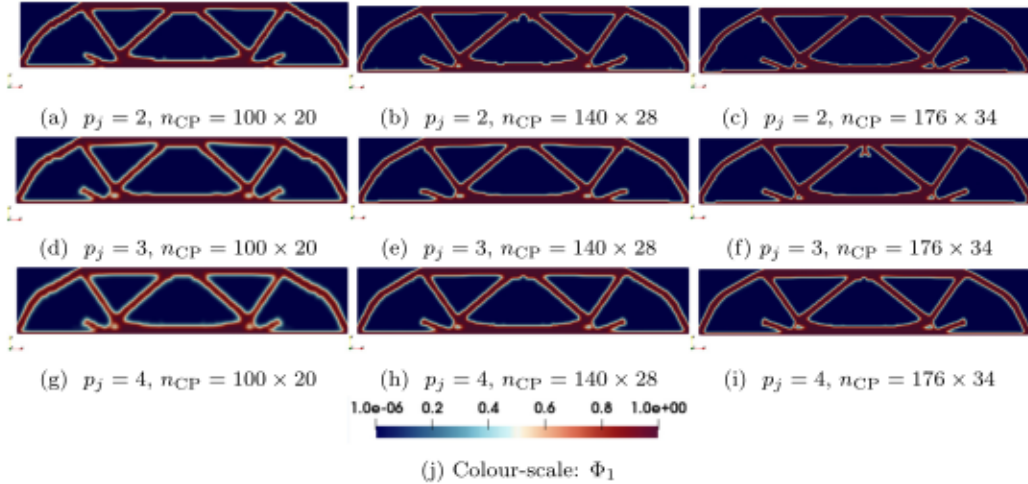 (a) p_j = 2, n_CP = 100 × 20
(b) p_j = 2, n_CP = 140 × 28
(c) p_j = 2, n_CP = 176 × 34
(d) p_j = 3, n_CP = 100 × 20
(e) p_j = 3, n_CP = 140 × 28
(f) p_j = 3, n_CP = 176 × 34
(g) p_j = 4, n_CP = 100 × 20
(h) p_j = 4, n_CP = 140 × 28
(i) p_j = 4, n_CP = 176 × 34
1.0e-06 0.2 0.4 0.6 0.8 1.0e+00
(j) Colour-scale: Φ₁